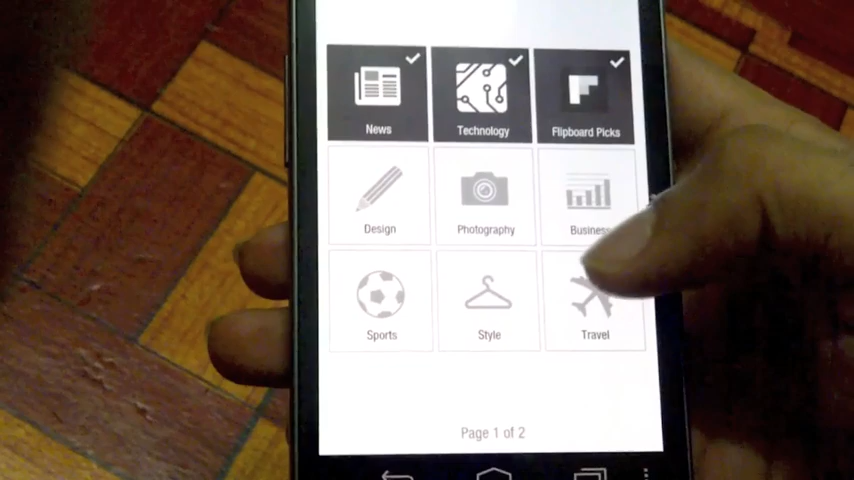 News
Technology
Flipboard Picks
Design
Photography
Business
Sports
Style
Travel
Page 1 of 2